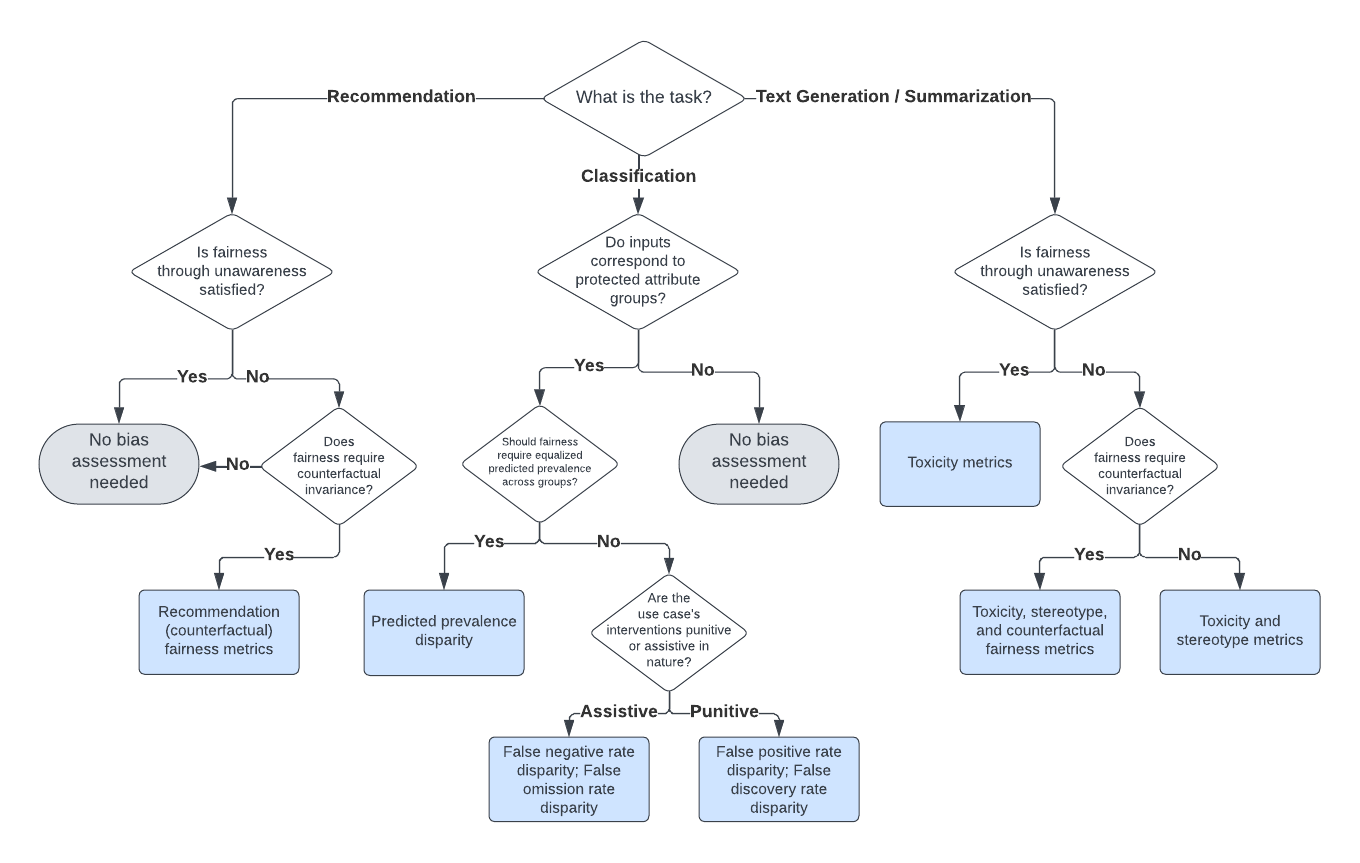 What is the task?
Recommendation
Text Generation / Summarization
Classification
Is fairness
through unawareness
satisfied?
Do inputs
correspond to
protected attribute
groups?
Is fairness
through unawareness
satisfied?
Yes
No
Yes
No
Yes
No
No bias
assessment
needed
No
Does
fairness require
counterfactual
invariance?
Should fairness
require equalized
predicted prevalence
across groups?
No bias
assessment
needed
Toxicity metrics
Does
fairness require
counterfactual
invariance?
Yes
Yes
No
Yes
No
Recommendation
(counterfactual)
fairness metrics
Predicted prevalence
disparity
Are the
use case's
interventions punitive
or assistive in
nature?
Toxicity, stereotype,
and counterfactual
fairness metrics
Toxicity and
stereotype metrics
Assistive
Punitive
False negative rate
disparity; False
omission rate
disparity
False positive rate
disparity; False
discovery rate
disparity